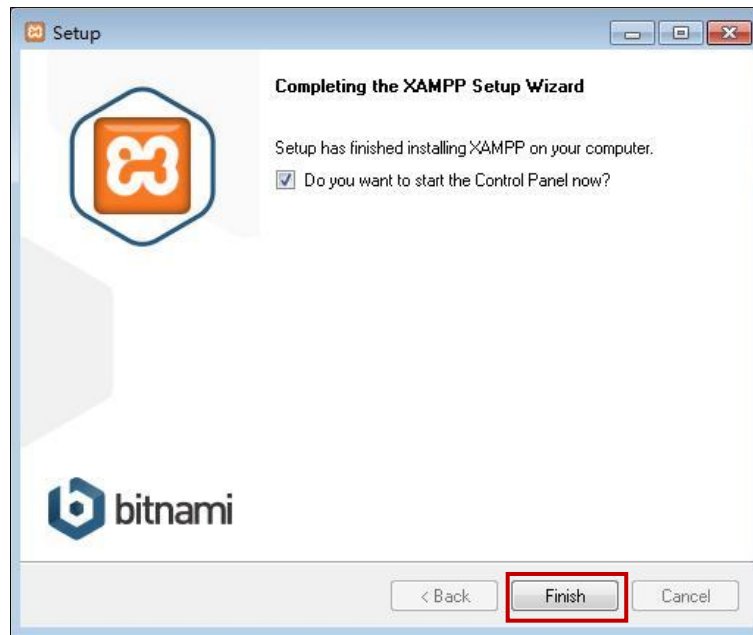 Setup
Completing the XAMPP Setup Wizard
Setup has finished installing XAMPP on your computer.
Do you want to start the Control Panel now?
bitnami
< Back
Finish
Cancel